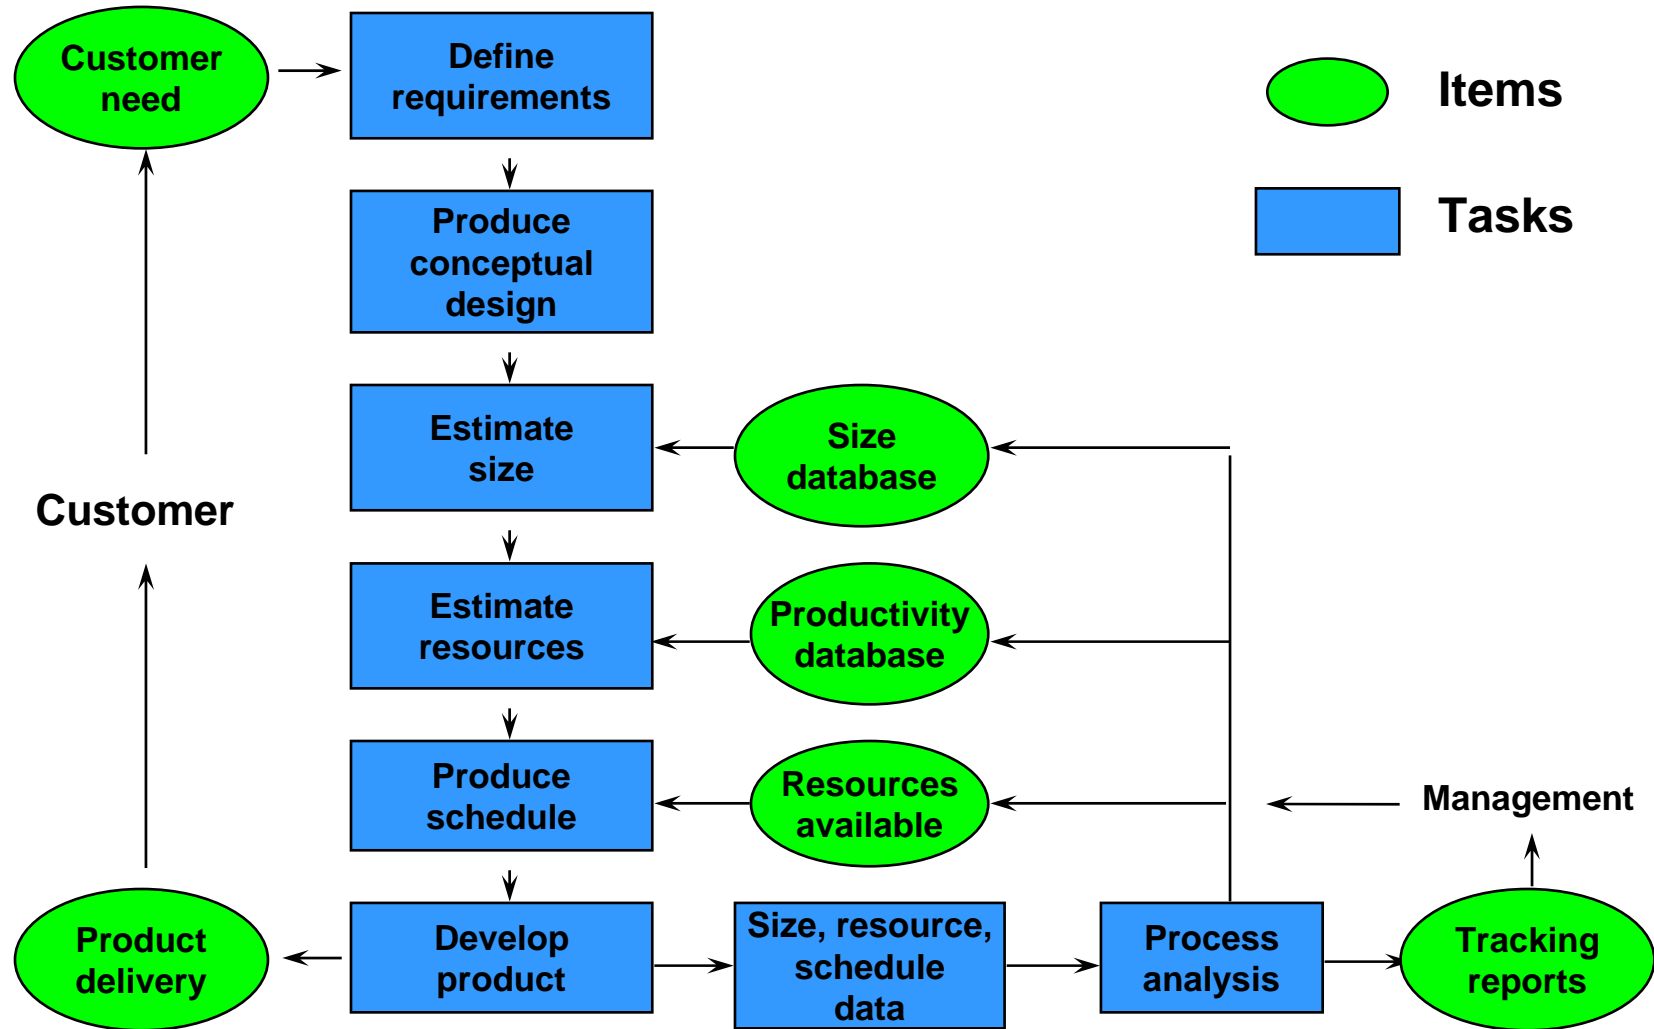 Customer
need
Define
requirements
Items
Tasks
Produce
conceptual
design
Estimate
size
Size
database
Customer
Estimate
resources
Productivity
database
Produce
schedule
Resources
available
Management
Product
delivery
Develop
product
Size, resource,
schedule
data
Process
analysis
Tracking
reports